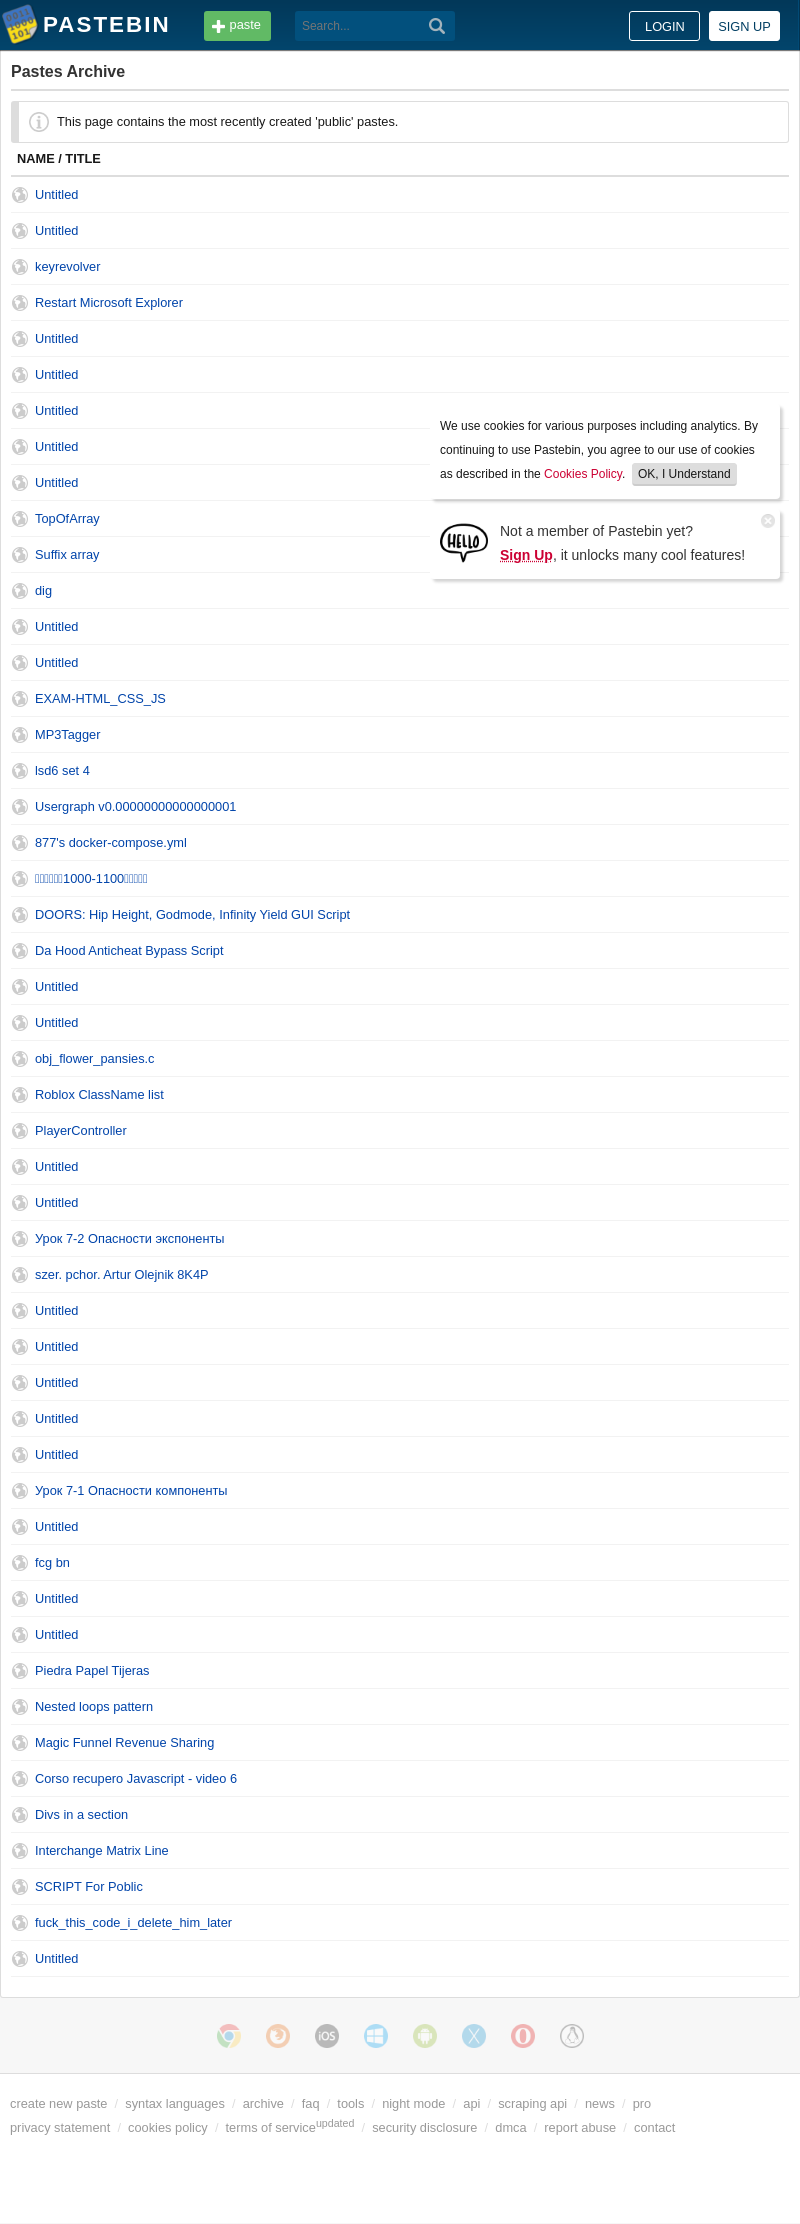 PASTEBIN
paste
Search...
LOGIN
SIGN UP
Pastes Archive
This page contains the most recently created 'public' pastes.
NAME / TITLE
Untitled
Untitled
keyrevolver
Restart Microsoft Explorer
Untitled
Untitled
Untitled
Untitled
Untitled
TopOfArray
Suffix array
dig
We use cookies for various purposes including analytics. By
continuing to use Pastebin, you agree to our use of cookies
as described in the Cookies Policy. OK, I Understand
HELLO
Not a member of Pastebin yet?
Sign Up, it unlocks many cool features!
Untitled
Untitled
EXAM-HTML_CSS_JS
MP3Tagger
lsd6 set 4
Usergraph v0.00000000000000001
877's docker-compose.yml
1000-1100
DOORS: Hip Height, Godmode, Infinity Yield GUI Script
Da Hood Anticheat Bypass Script
Untitled
Untitled
obj_flower_pansies.c
Roblox ClassName list
PlayerController
Untitled
Untitled
Урок 7-2 Опасности экспоненты
szer. pchor. Artur Olejnik 8K4P
Untitled
Untitled
Untitled
Untitled
Untitled
Урок 7-1 Опасности компоненты
Untitled
fcg bn
Untitled
Untitled
Piedra Papel Tijeras
Nested loops pattern
Magic Funnel Revenue Sharing
Corso recupero Javascript - video 6
Divs in a section
Interchange Matrix Line
SCRIPT For Poblic
fuck_this_code_i_delete_him_later
Untitled
iOS
create new paste / syntax languages / archive / faq / tools / night mode / api / scraping api / news / pro
privacy statement / cookies policy / terms of service updated / security disclosure / dmca / report abuse / contact